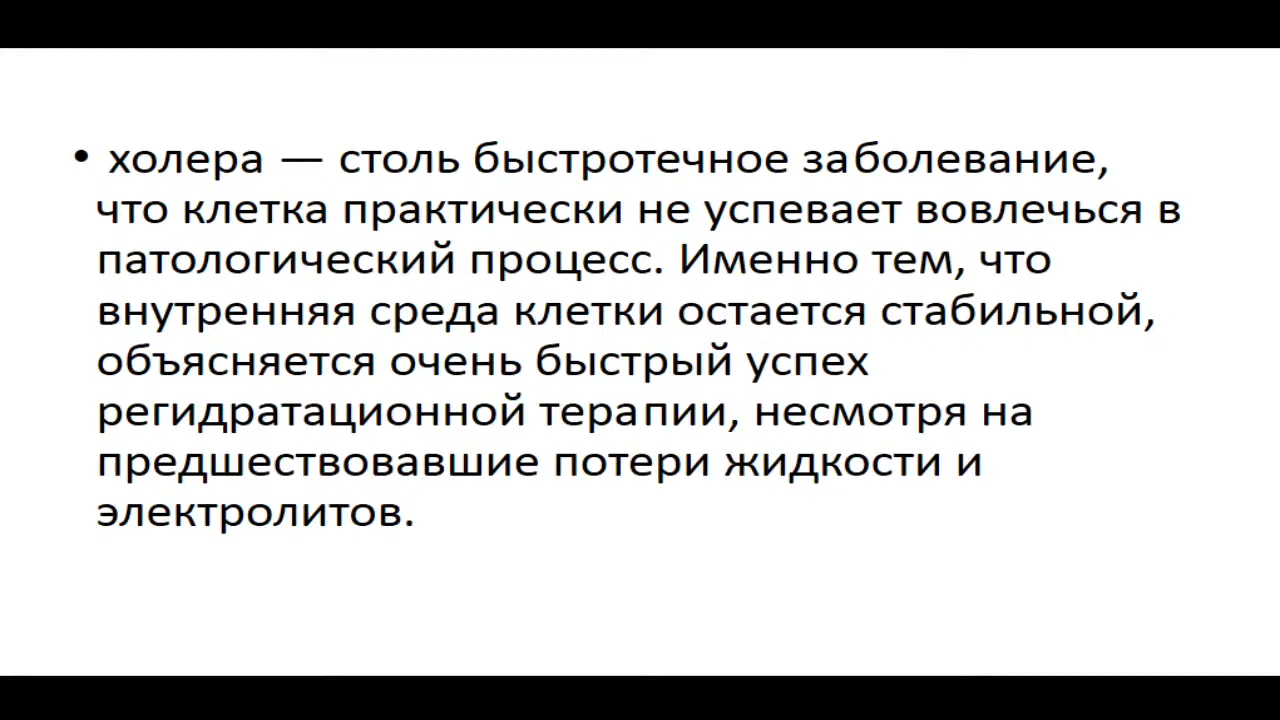 • холера — столь быстротечное заболевание,
что клетка практически не успевает вовлечься в
патологический процесс. Именно тем, что
внутренняя среда клетки остается стабильной,
объясняется очень быстрый успех
регидратационной терапии, несмотря на
предшествовавшие потери жидкости и
электролитов.